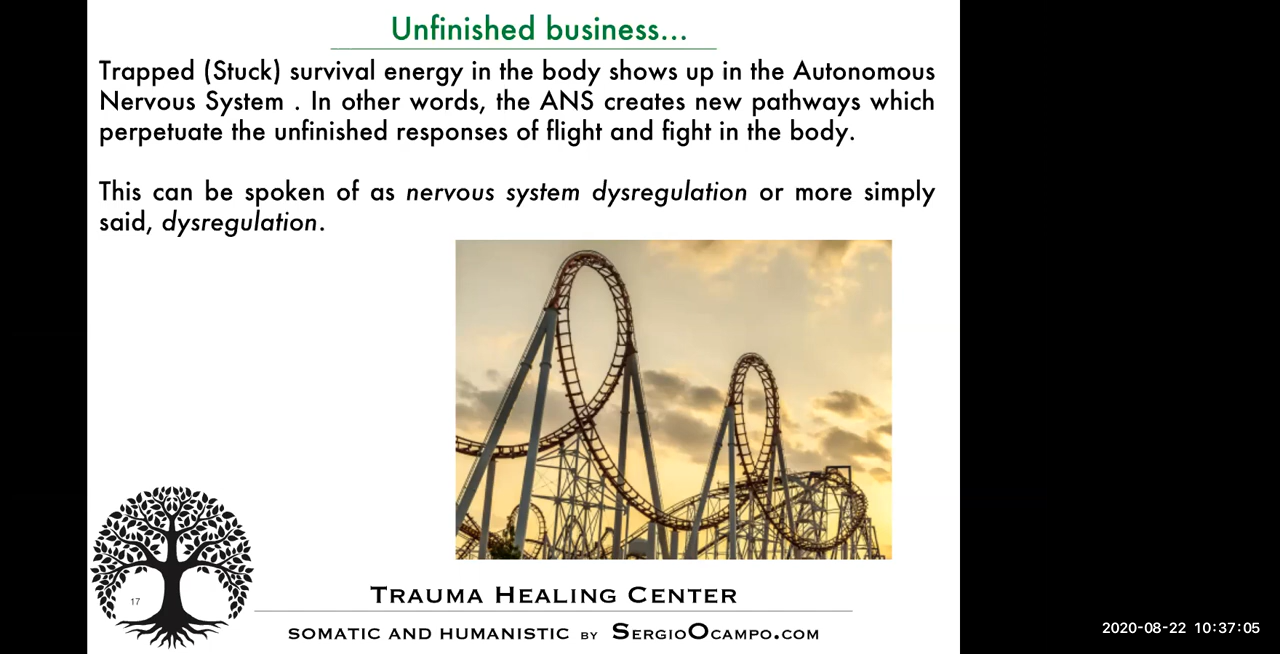 Unfinished business...
Trapped (Stuck) survival energy in the body shows up in the Autonomous
Nervous System . In other words, the ANS creates new pathways which
perpetuate the unfinished responses of flight and fight in the body.
This can be spoken of as nervous system dysregulation or more simply
said, dysregulation.
17
TRAUMA HEALING CENTER
SOMATIC AND HUMANISTIC BY SERGIOOCAMPO.COM
2020-08-22 10:37:05